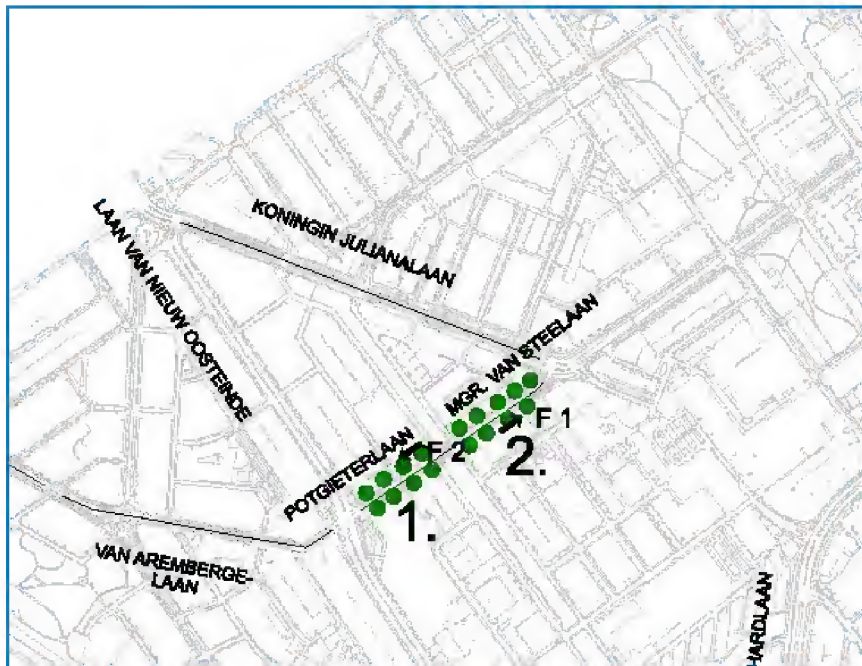 LAAN VAN NIEUW OOSTEINDE
KONINGIN JULIANALAAN
MGR. VAN STEELAAN
F 1
2.
POTGIETERLAAN
F 2
1.
VAN AREMBERGE-
LAAN
HARDLAAN